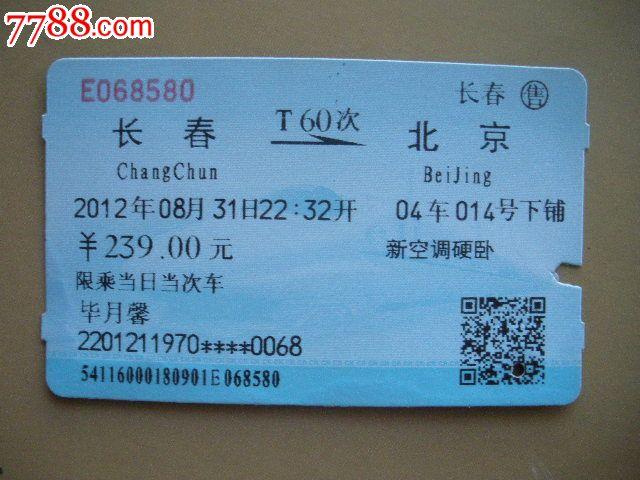 7788.com
E068580
长春 售
长春 T60次 北京
ChangChun BeiJing
2012年08月31日22:32开 04车014号下铺
¥239.00元 新空调硬卧
限乘当日当次车
毕月馨
2201211970****0068
54116000180901E068580